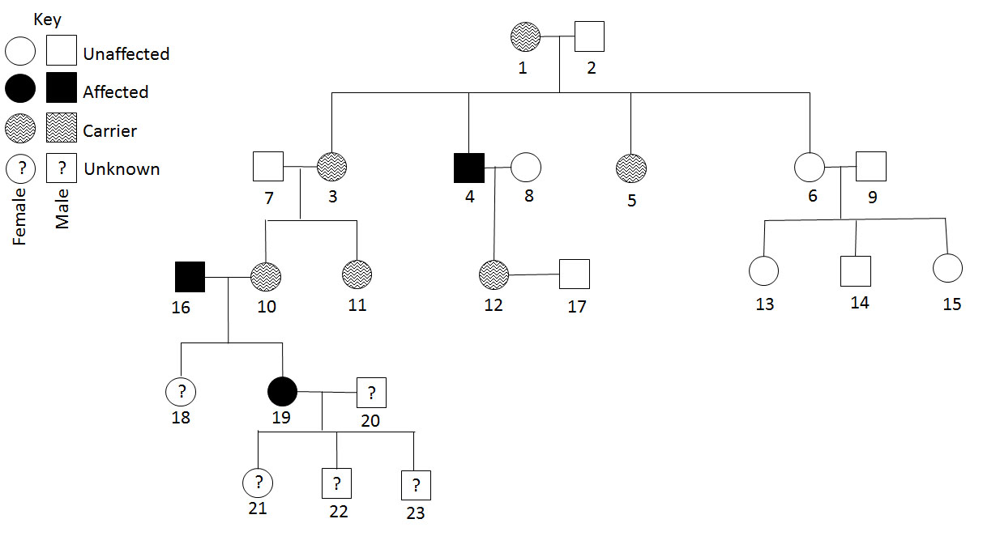 Key
Unaffected
Affected
Carrier
? ? Unknown
Female
Male
1 2
7 3 4 8 5 6 9
16 10 11 12 17 13 14 15
? ?
18 19 20
? ? ?
21 22 23